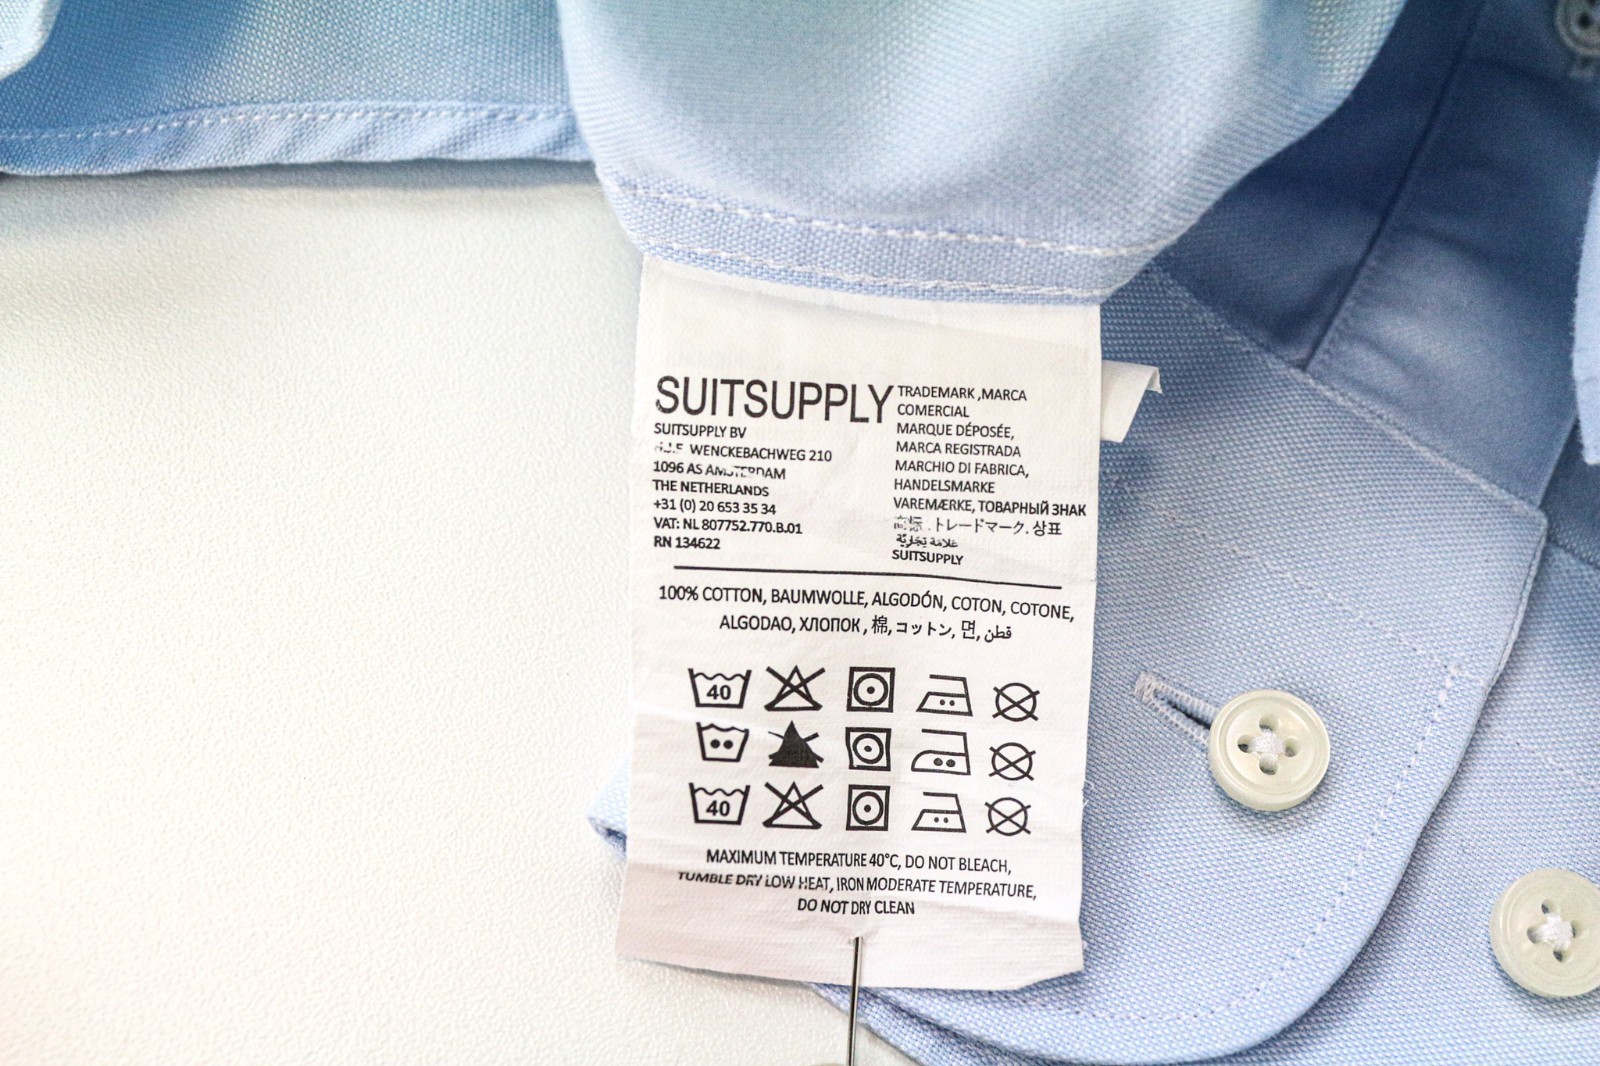 SUITSUPPLY
SUITSUPPLY BV
WENCKEBACHWEG 210
1096 AS AMSTERDAM
THE NETHERLANDS
+31 (0) 20 653 35 34
VAT: NL 807752.770.B.01
RN 134622
TRADEMARK ,MARCA
COMERCIAL
MARQUE DÉPOSÉE,
MARCA REGISTRADA
MARCHIO DI FABRICA,
HANDELSMARKE
VAREMÆRKE, ТОВАРНЫЙ ЗНАК
商标 . トレードマーク. 상표
علامة تجاريّة
SUITSUPPLY
100% COTTON, BAUMWOLLE, ALGODÓN, COTON, COTONE,
ALGODAO, ХЛОПОК , 棉, コットン, 면, قطن
40
40
MAXIMUM TEMPERATURE 40°C, DO NOT BLEACH,
TUMBLE DRY LOW HEAT, IRON MODERATE TEMPERATURE,
DO NOT DRY CLEAN